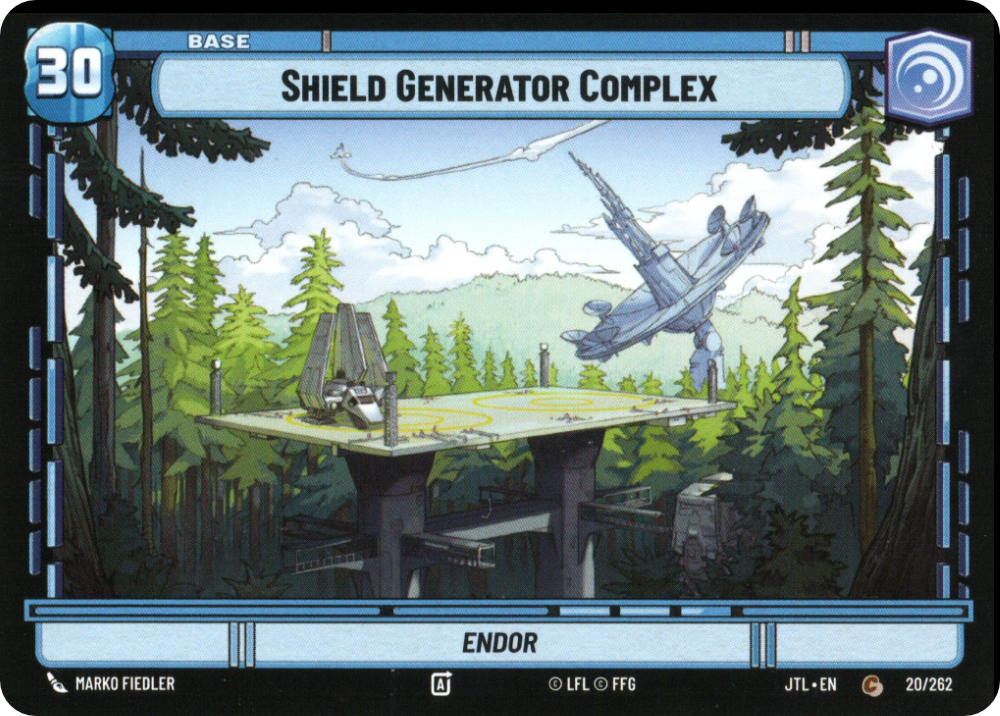 BASE
30
SHIELD GENERATOR COMPLEX
ENDOR
MARKO FIEDLER
A
© LFL © FFG
JTL • EN
C
20/262